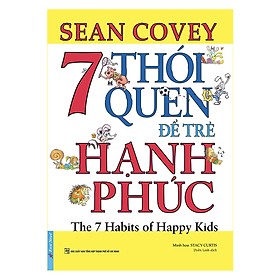 SEAN COVEY
7 THÓI
QUEN
ĐỂ TRẺ
HẠNH
PHÚC
The 7 Habits of Happy Kids
Minh họa: STACY CURTIS